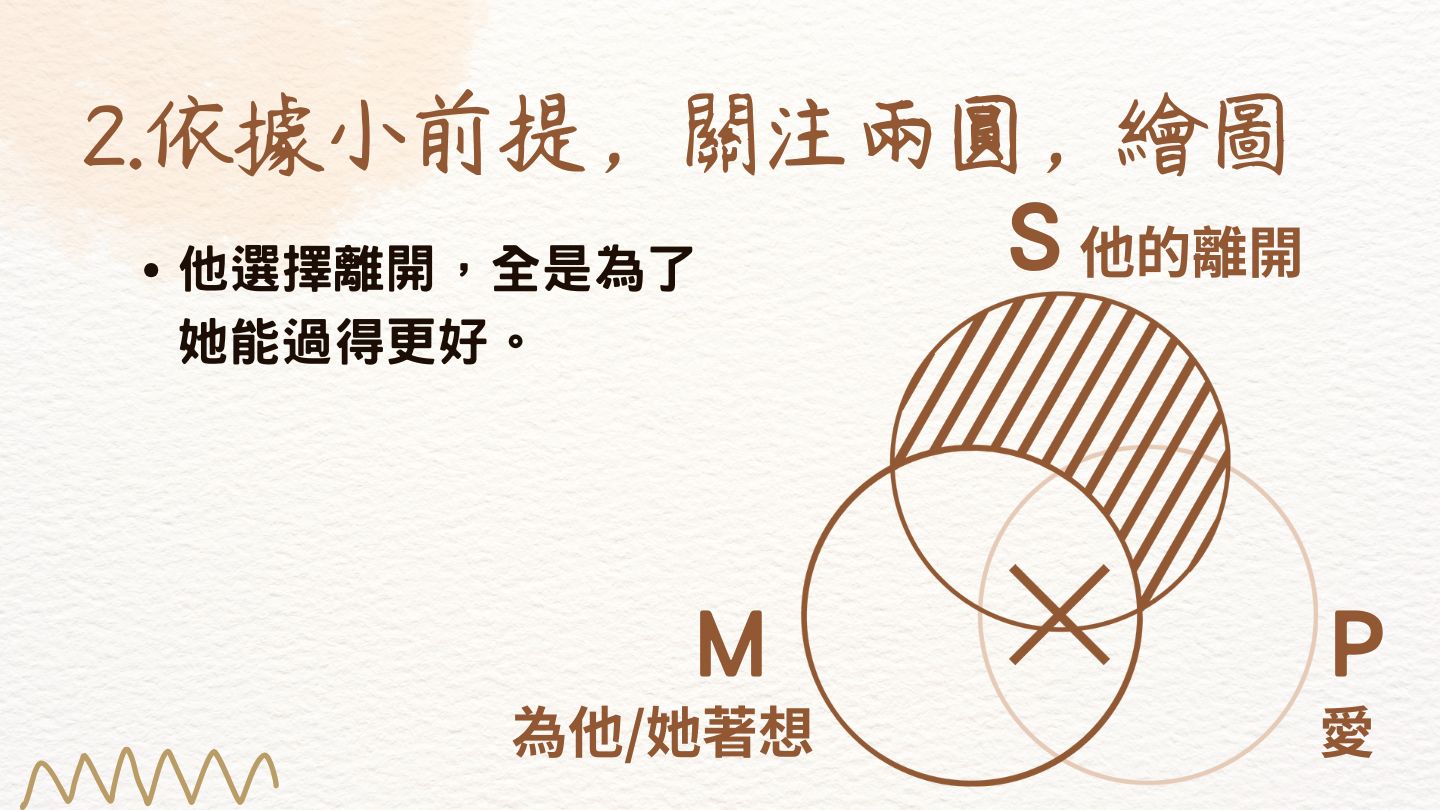 2.依據小前提，關注兩圓，繪圖
• 他選擇離開，全是為了
她能過得更好。
S 他的離開
M
為他/她著想
P
愛